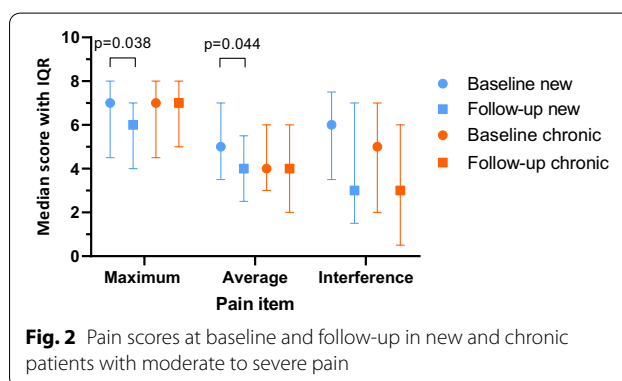 10
8
6
4
2
0
Median score with IQR
p=0.038
p=0.044
Maximum
Average
Interference
Pain item
Baseline new
Follow-up new
Baseline chronic
Follow-up chronic
Fig. 2 Pain scores at baseline and follow-up in new and chronic
patients with moderate to severe pain